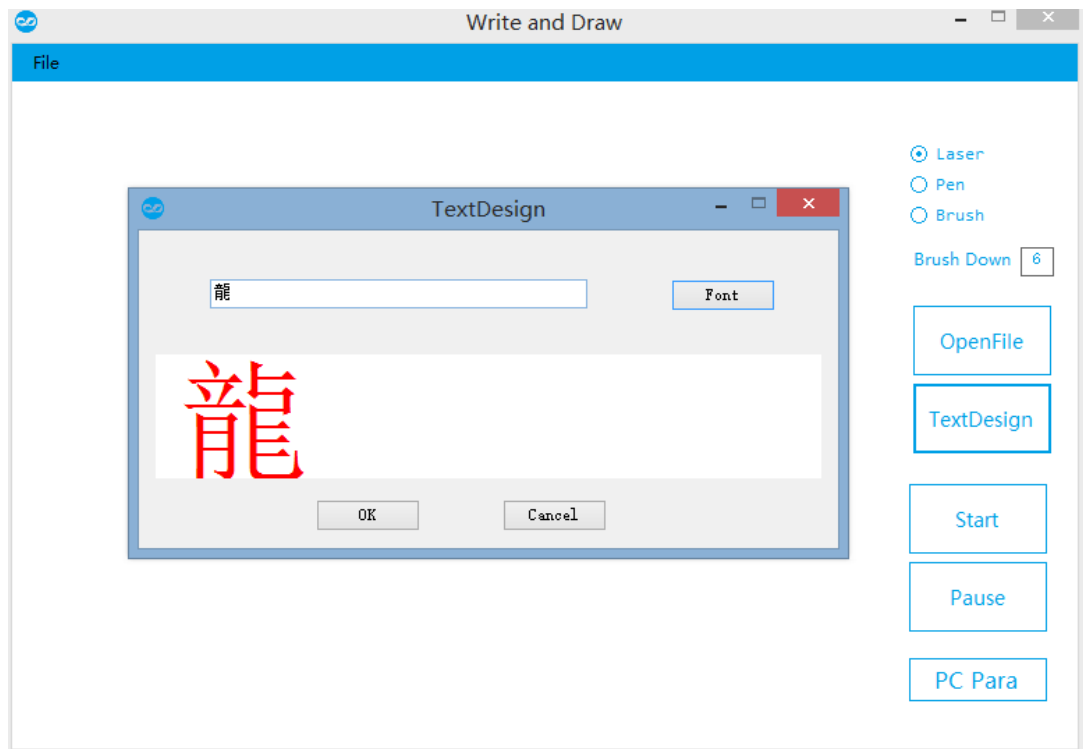 Write and Draw
File
Laser
Pen
Brush
Brush Down 6
TextDesign
龍
Font
龍
OK
Cancel
OpenFile
TextDesign
Start
Pause
PC Para